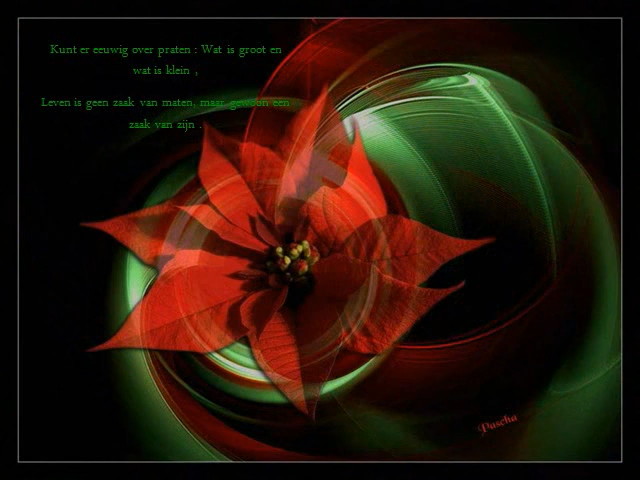 Kunt er eeuwig over praten : Wat is groot en
wat is klein ,
Leven is geen zaak van maten, maar gewoon een
zaak van zijn .
Pascha